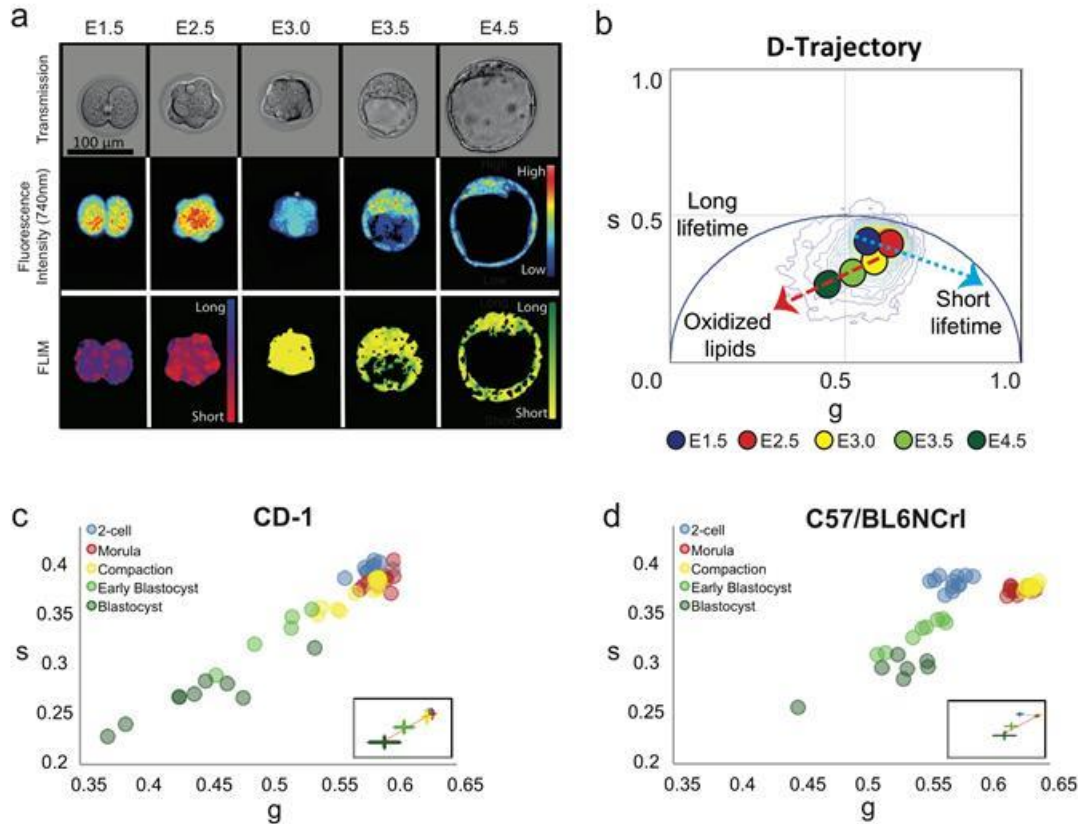 a
E1.5 E2.5 E3.0 E3.5 E4.5
Transmission
100 μm
Fluorescence
Intensity (740nm)
High
Low
FLIM
Long
Short
Long
Short
b
D-Trajectory
1.0
s 0.5
Long
lifetime
Short
lifetime
Oxidized
lipids
0.0 0.5 1.0
g
E1.5 E2.5 E3.0 E3.5 E4.5
c
CD-1
2-cell
Morula
Compaction
Early Blastocyst
Blastocyst
0.4
0.35
s 0.3
0.25
0.2
0.35 0.4 0.45 0.5 0.55 0.6 0.65
g
d
C57/BL6NCrl
2-cell
Morula
Compaction
Early Blastocyst
Blastocyst
0.4
0.35
s 0.3
0.25
0.2
0.35 0.4 0.45 0.5 0.55 0.6 0.65
g